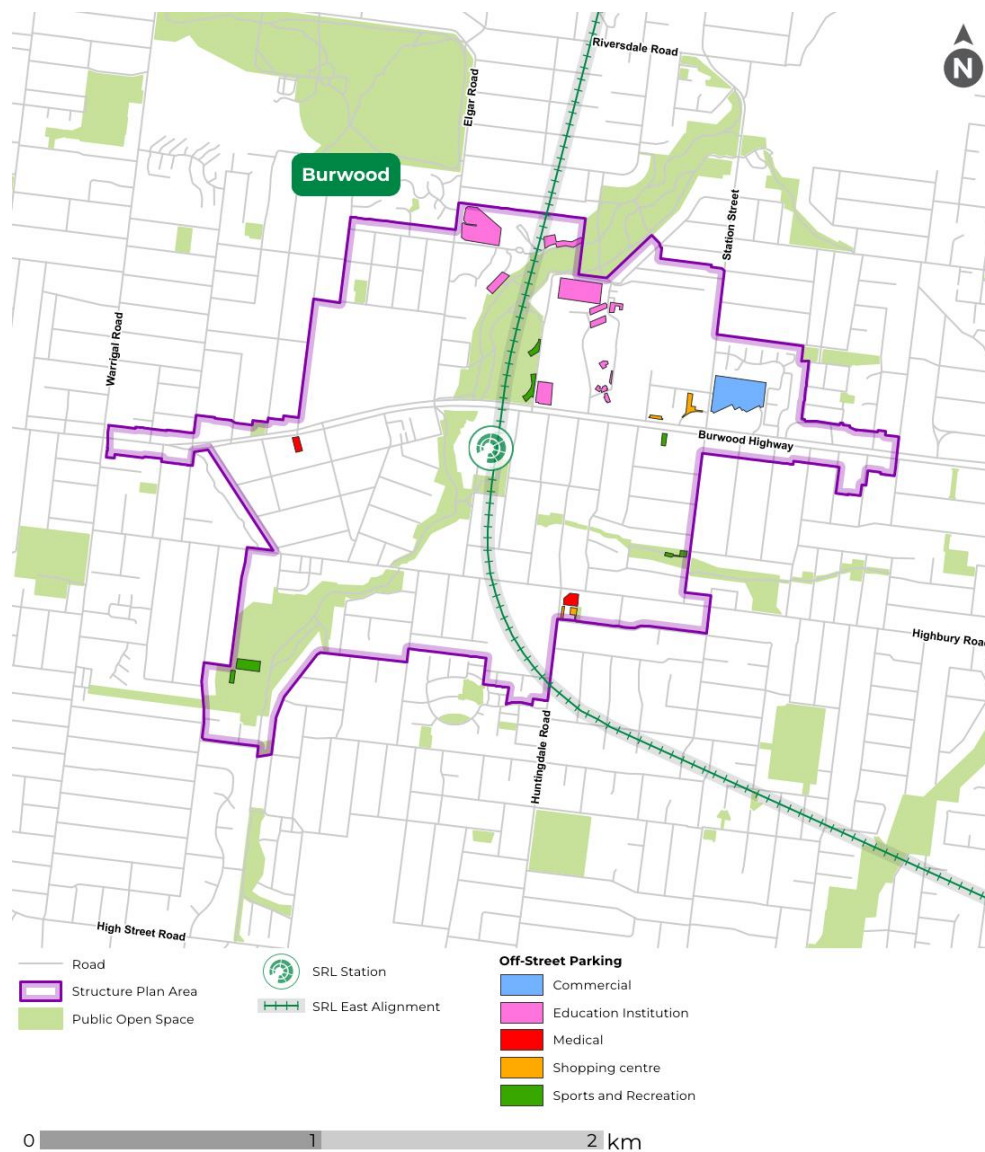 Riversdale Road
N
Elgar Road
Burwood
Station Street
Warrigal Road
Burwood Highway
Highbury Road
Huntingdale Road
High Street Road
Road
Structure Plan Area
Public Open Space
SRL Station
SRL East Alignment
Off-Street Parking
Commercial
Education Institution
Medical
Shopping centre
Sports and Recreation
0 1 2 km